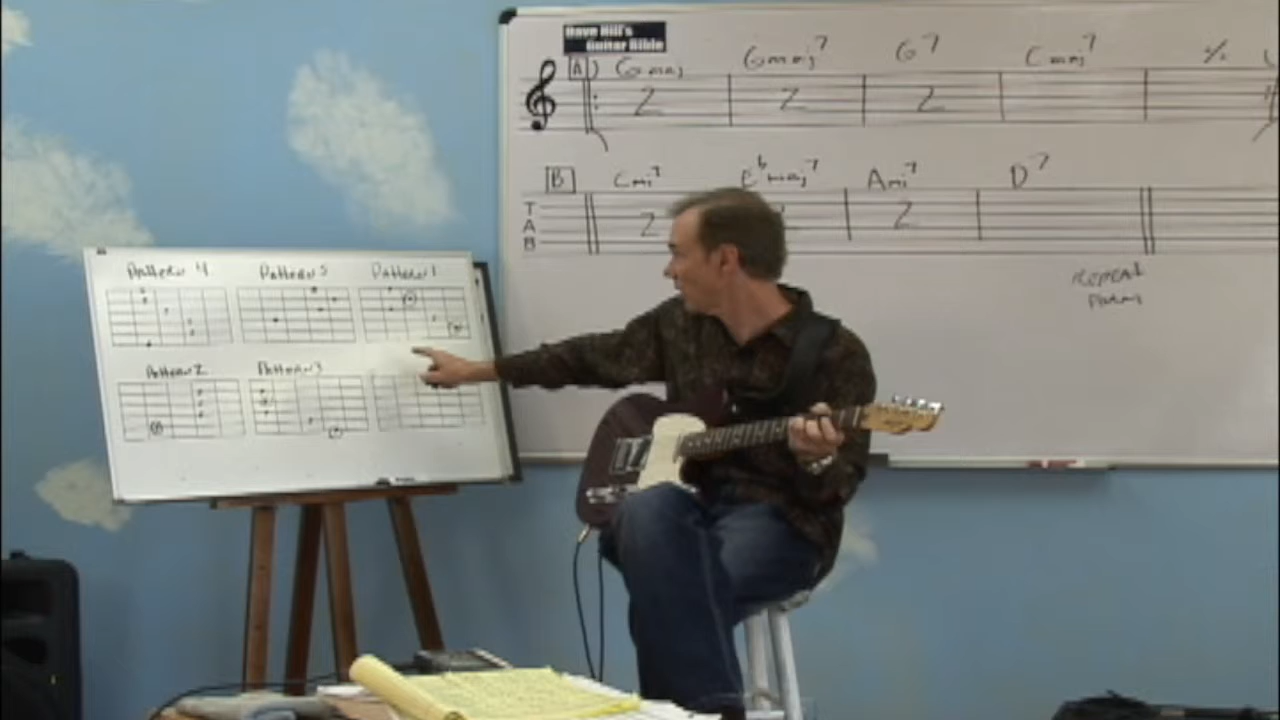 Dave Hill's
Guitar Bible
A Gmaj Gmaj7 G7 Cmaj7 %
B Cmi7 Ebmaj7 Ami7 D7
T
A
B
REPEAT
Pattern 4 Pattern 5 Pattern 1
Pattern 2 Pattern 3